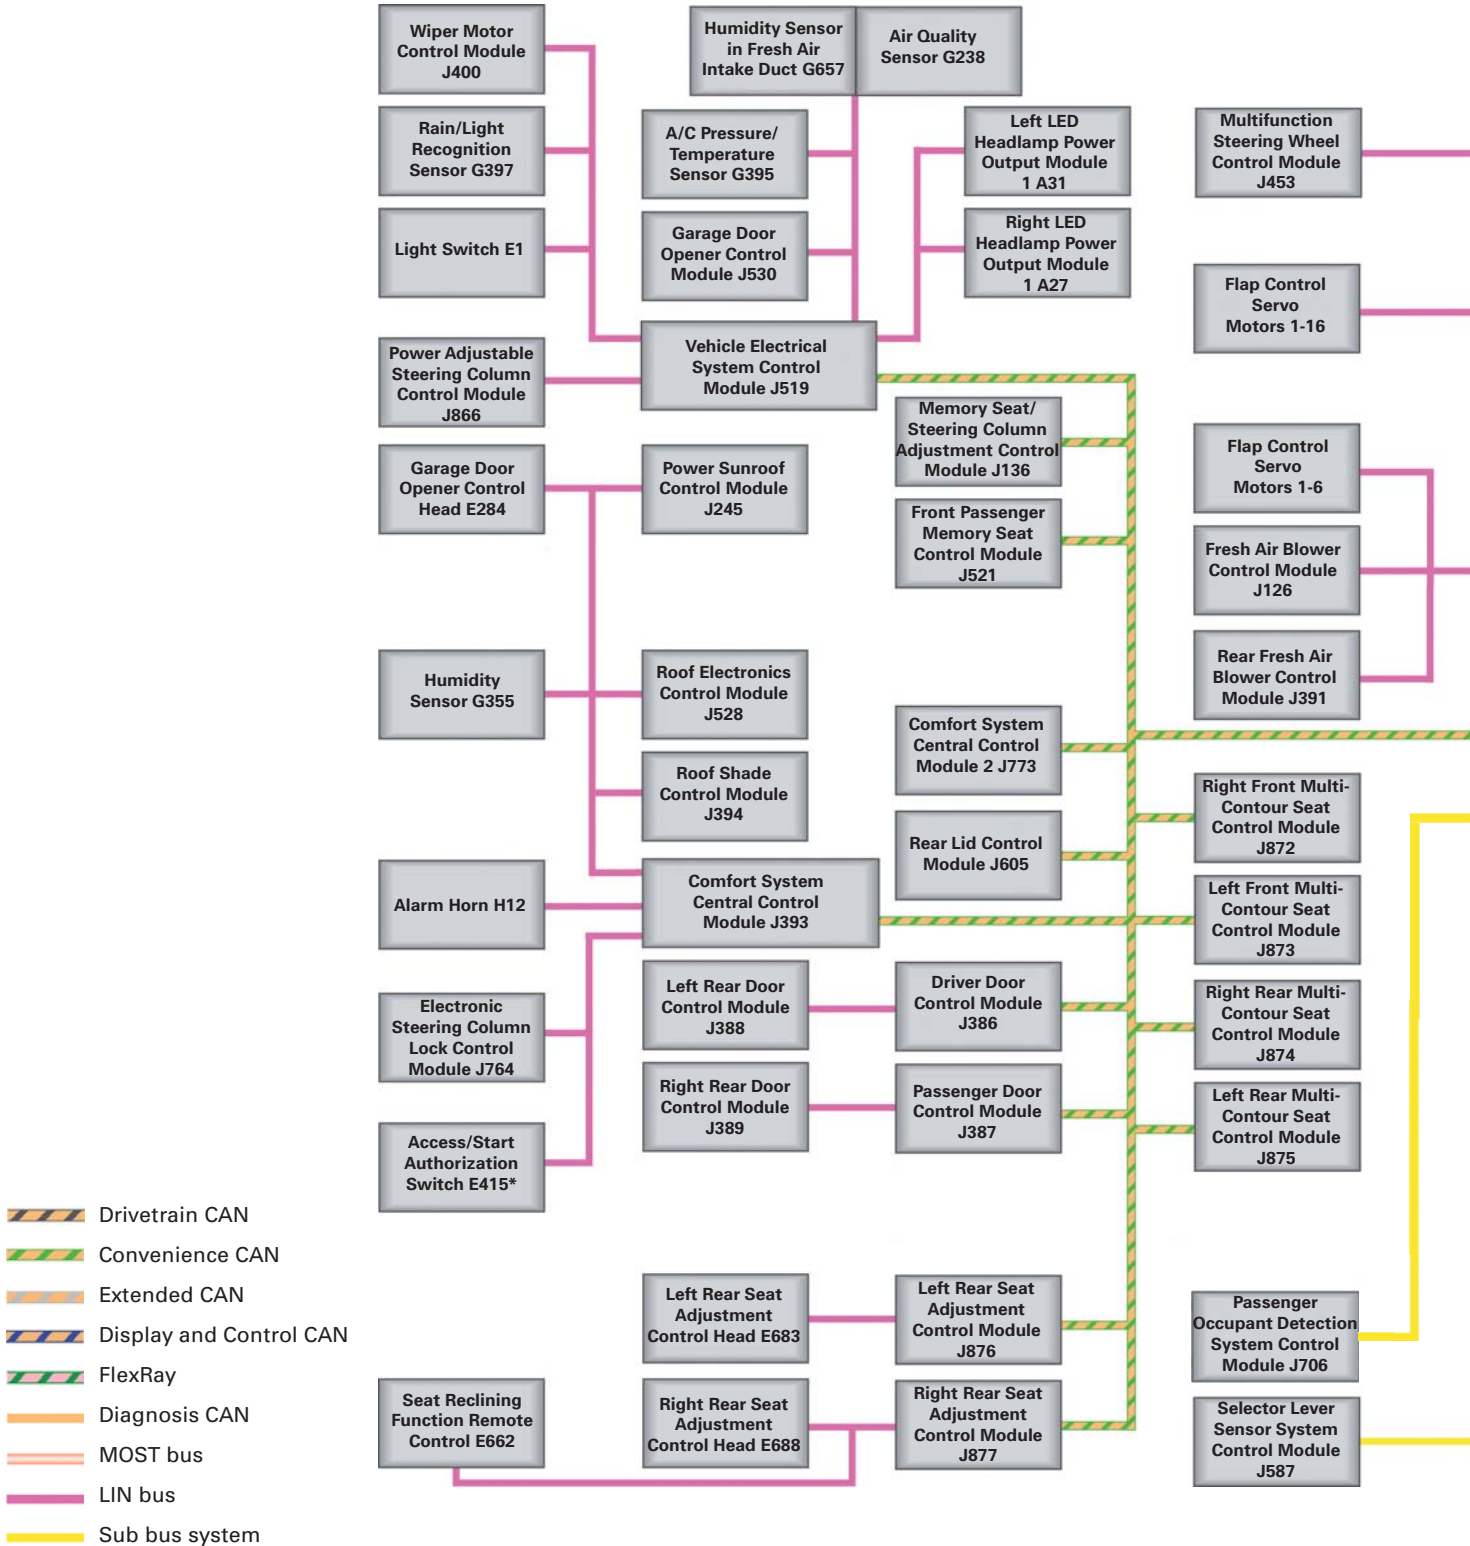 Wiper Motor
Control Module
J400
Humidity Sensor
in Fresh Air
Intake Duct G657
Air Quality
Sensor G238
Rain/Light
Recognition
Sensor G397
A/C Pressure/
Temperature
Sensor G395
Left LED
Headlamp Power
Output Module
1 A31
Multifunction
Steering Wheel
Control Module
J453
Light Switch E1
Garage Door
Opener Control
Module J530
Right LED
Headlamp Power
Output Module
1 A27
Flap Control
Servo
Motors 1-16
Power Adjustable
Steering Column
Control Module
J866
Vehicle Electrical
System Control
Module J519
Memory Seat/
Steering Column
Adjustment Control
Module J136
Garage Door
Opener Control
Head E284
Power Sunroof
Control Module
J245
Flap Control
Servo
Motors 1-6
Front Passenger
Memory Seat
Control Module
J521
Fresh Air Blower
Control Module
J126
Humidity
Sensor G355
Roof Electronics
Control Module
J528
Rear Fresh Air
Blower Control
Module J391
Comfort System
Central Control
Module 2 J773
Roof Shade
Control Module
J394
Right Front Multi-
Contour Seat
Control Module
J872
Rear Lid Control
Module J605
Alarm Horn H12
Comfort System
Central Control
Module J393
Left Front Multi-
Contour Seat
Control Module
J873
Electronic
Steering Column
Lock Control
Module J764
Left Rear Door
Control Module
J388
Driver Door
Control Module
J386
Right Rear Multi-
Contour Seat
Control Module
J874
Right Rear Door
Control Module
J389
Passenger Door
Control Module
J387
Left Rear Multi-
Contour Seat
Control Module
J875
Access/Start
Authorization
Switch E415*
Left Rear Seat
Adjustment
Control Head E683
Left Rear Seat
Adjustment
Control Module
J876
Passenger
Occupant Detection
System Control
Module J706
Seat Reclining
Function Remote
Control E662
Right Rear Seat
Adjustment
Control Head E688
Right Rear Seat
Adjustment
Control Module
J877
Selector Lever
Sensor System
Control Module
J587
Drivetrain CAN
Convenience CAN
Extended CAN
Display and Control CAN
FlexRay
Diagnosis CAN
MOST bus
LIN bus
Sub bus system